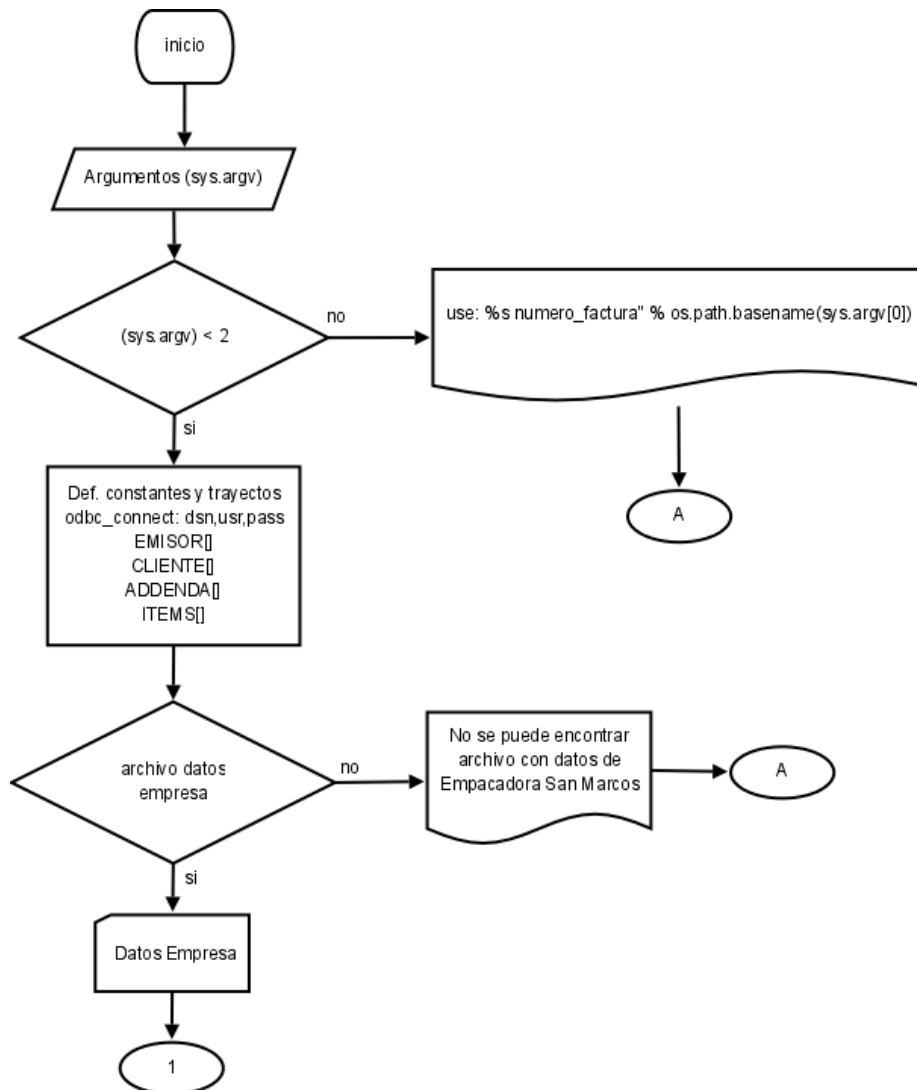 inicio
Argumentos (sys.argv)
(sys.argv) < 2
no
use: %s numero_factura" % os.path.basename(sys.argv[0])
si
A
Def. constantes y trayectos
odbc_connect: dsn,usr,pass
EMISOR[]
CLIENTE[]
ADDENDA[]
ITEMS[]
archivo datos
empresa
no
No se puede encontrar
archivo con datos de
Empacadora San Marcos
A
si
Datos Empresa
1